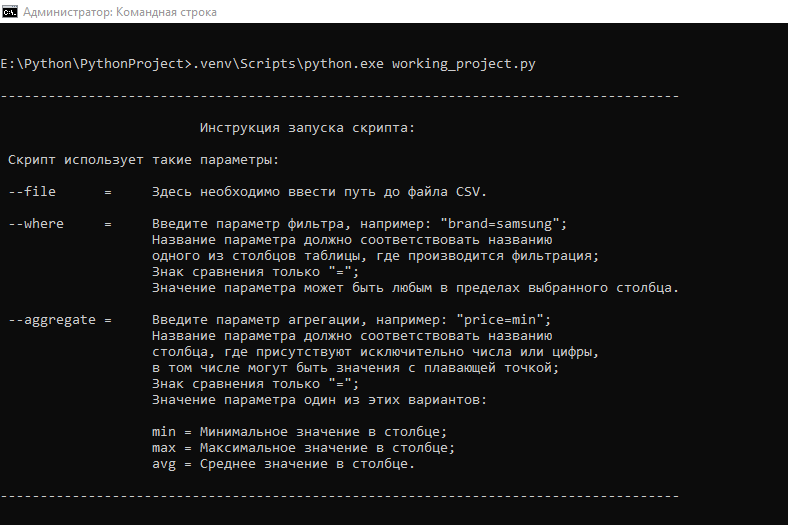 Администратор: Командная строка
E:\Python\PythonProject>.venv\Scripts\python.exe working_project.py
-------------------------------------------------------------------------------------
Инструкция запуска скрипта:
Скрипт использует такие параметры:
--file      =     Здесь необходимо ввести путь до файла CSV.
--where     =     Введите параметр фильтра, например: "brand=samsung";
Название параметра должно соответствовать названию
одного из столбцов таблицы, где производится фильтрация;
Знак сравнения только "=";
Значение параметра может быть любым в пределах выбранного столбца.
--aggregate =     Введите параметр агрегации, например: "price=min";
Название параметра должно соответствовать названию
столбца, где присутствуют исключительно числа или цифры,
в том числе могут быть значения с плавающей точкой;
Знак сравнения только "=";
Значение параметра один из этих вариантов:
min = Минимальное значение в столбце;
max = Максимальное значение в столбце;
avg = Среднее значение в столбце.
-------------------------------------------------------------------------------------